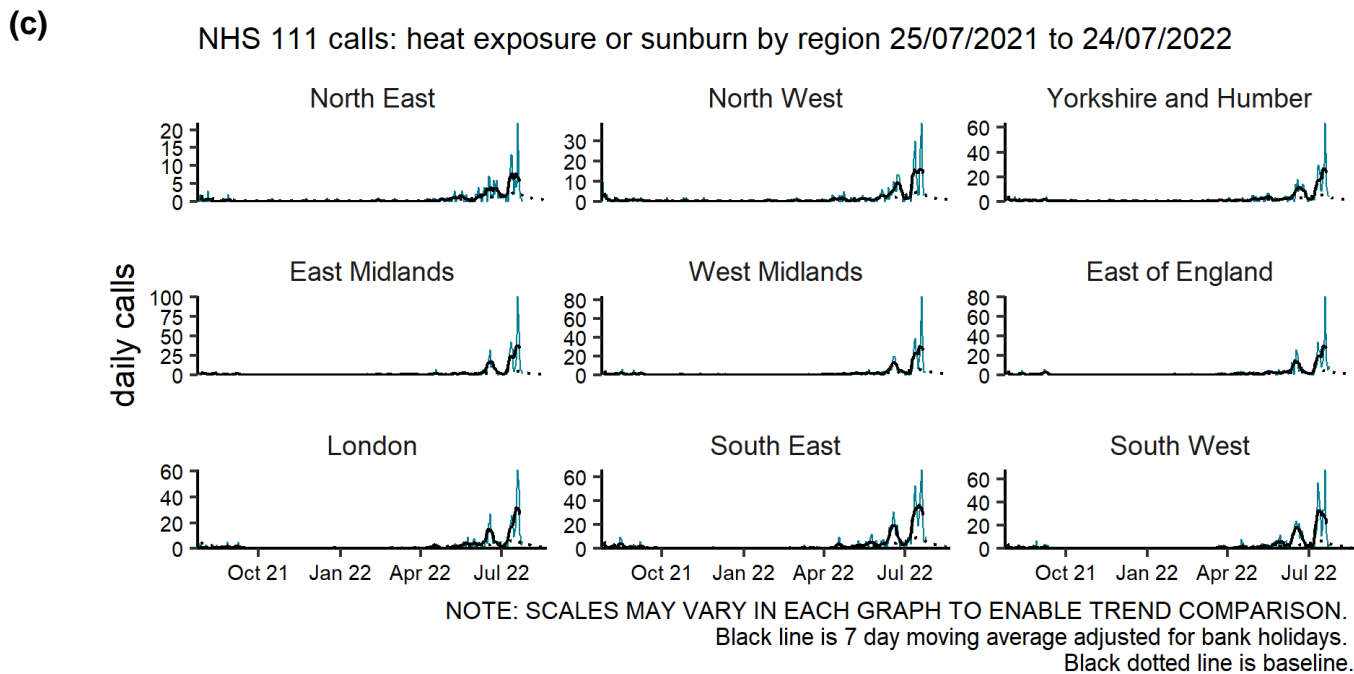 (c)
NHS 111 calls: heat exposure or sunburn by region 25/07/2021 to 24/07/2022
North East
20
15
10
5
0
North West
30
20
10
0
Yorkshire and Humber
60
40
20
0
daily calls
East Midlands
100
75
50
25
0
West Midlands
80
60
40
20
0
East of England
80
60
40
20
0
London
60
40
20
0
Oct 21 Jan 22 Apr 22 Jul 22
South East
60
40
20
0
Oct 21 Jan 22 Apr 22 Jul 22
South West
60
40
20
0
Oct 21 Jan 22 Apr 22 Jul 22
NOTE: SCALES MAY VARY IN EACH GRAPH TO ENABLE TREND COMPARISON.
Black line is 7 day moving average adjusted for bank holidays.
Black dotted line is baseline.